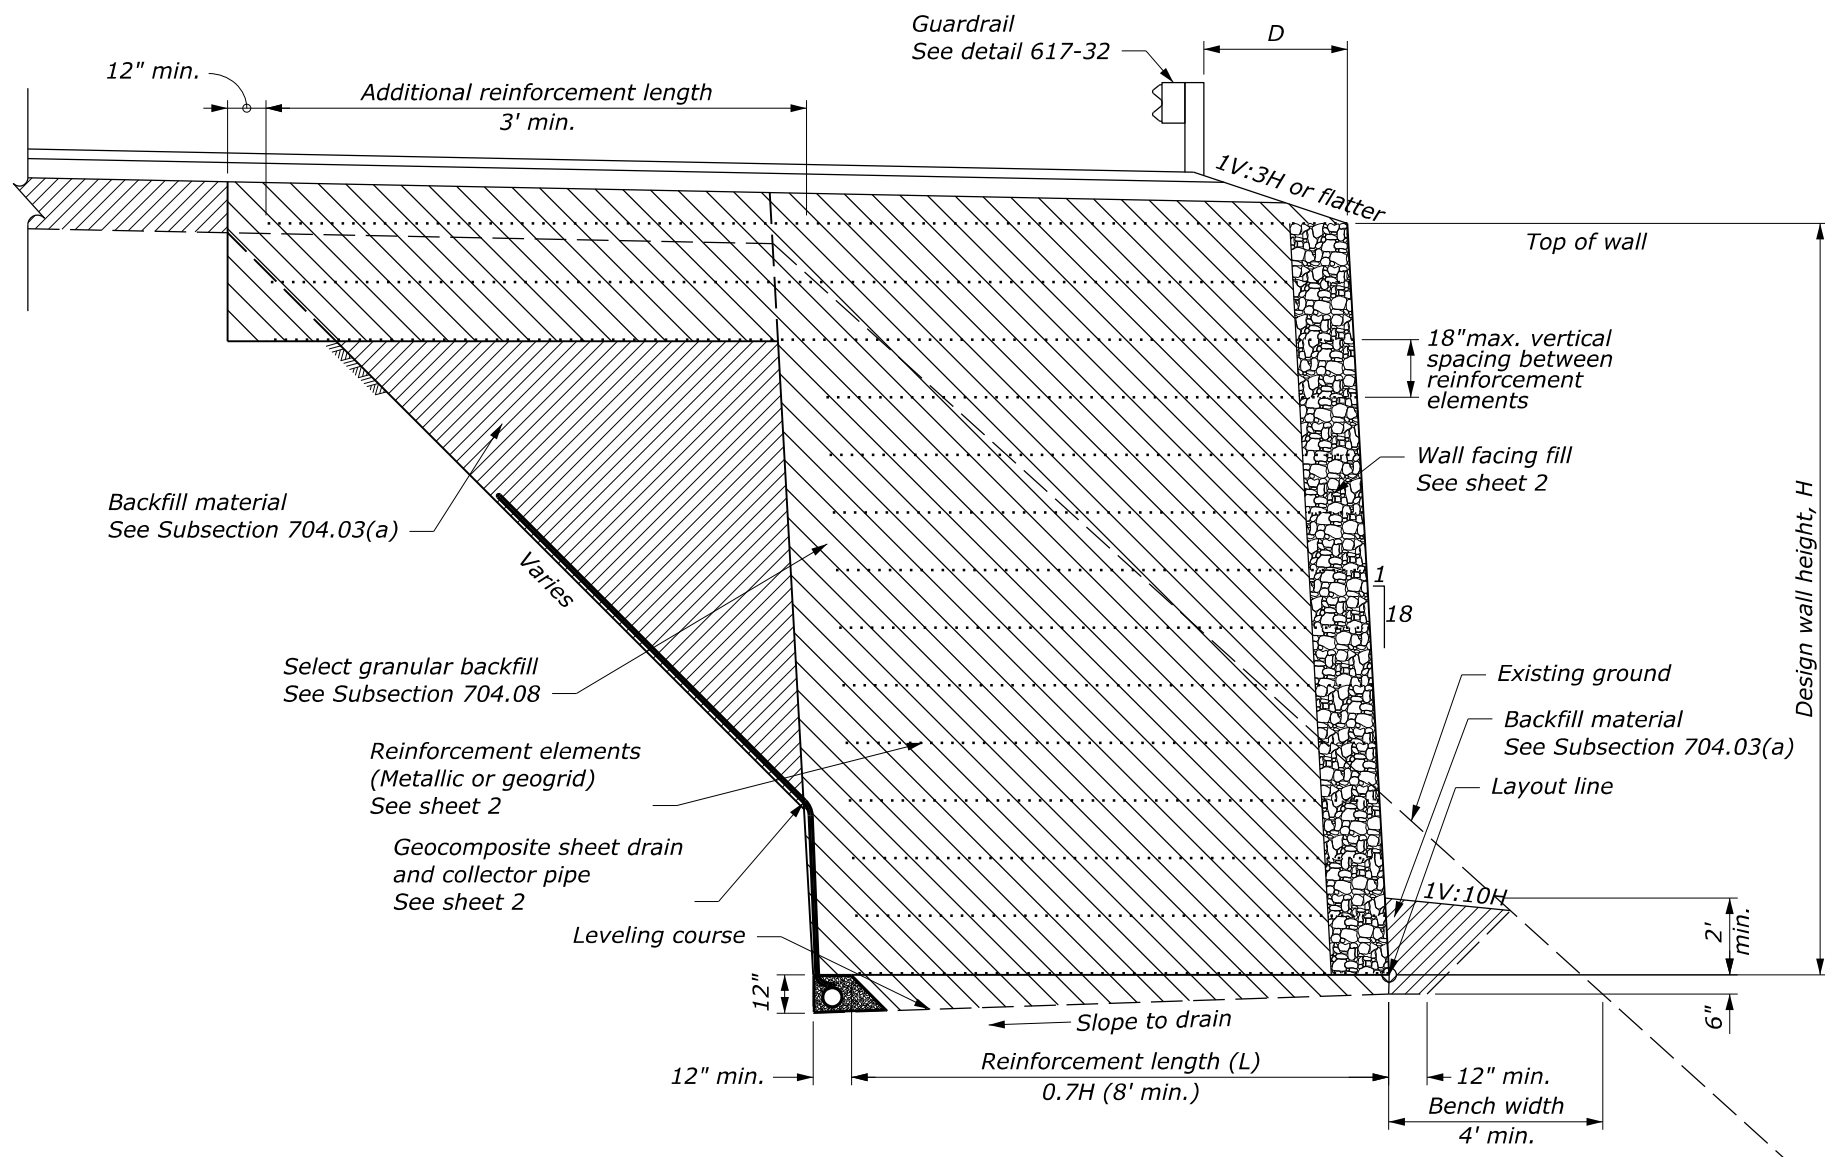 Guardrail
See detail 617-32
D
12" min.
Additional reinforcement length
3' min.
1V:3H or flatter
Top of wall
18"max. vertical
spacing between
reinforcement
elements
Wall facing fill
See sheet 2
Design wall height, H
Backfill material
See Subsection 704.03(a)
Varies
1
18
Select granular backfill
See Subsection 704.08
Existing ground
Backfill material
See Subsection 704.03(a)
Layout line
Reinforcement elements
(Metallic or geogrid)
See sheet 2
Geocomposite sheet drain
and collector pipe
See sheet 2
1V:10H
2'
min.
Leveling course
12"
6"
Slope to drain
12" min.
Reinforcement length (L)
0.7H (8' min.)
12" min.
Bench width
4' min.